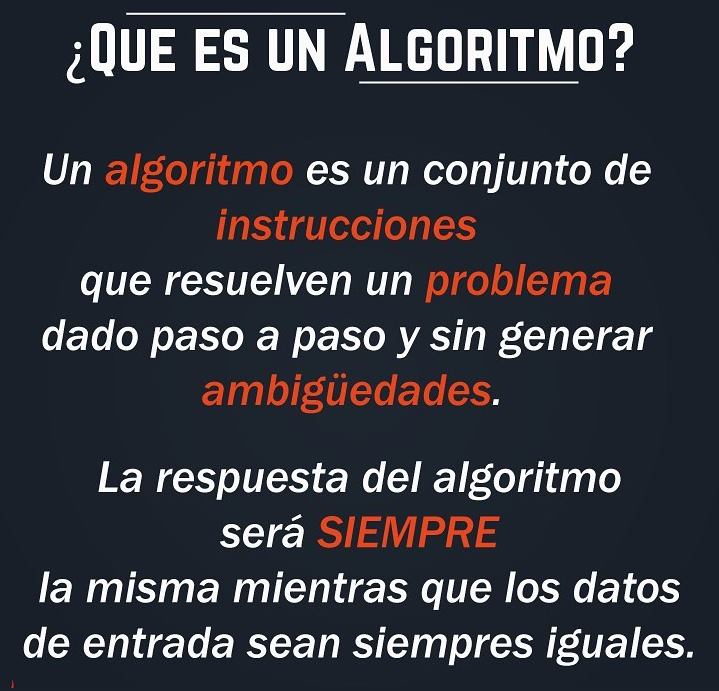 ¿QUE ES UN ALGORITMO?
Un algoritmo es un conjunto de
instrucciones
que resuelven un problema
dado paso a paso y sin generar
ambigüedades.
La respuesta del algoritmo
será SIEMPRE
la misma mientras que los datos
de entrada sean siempres iguales.